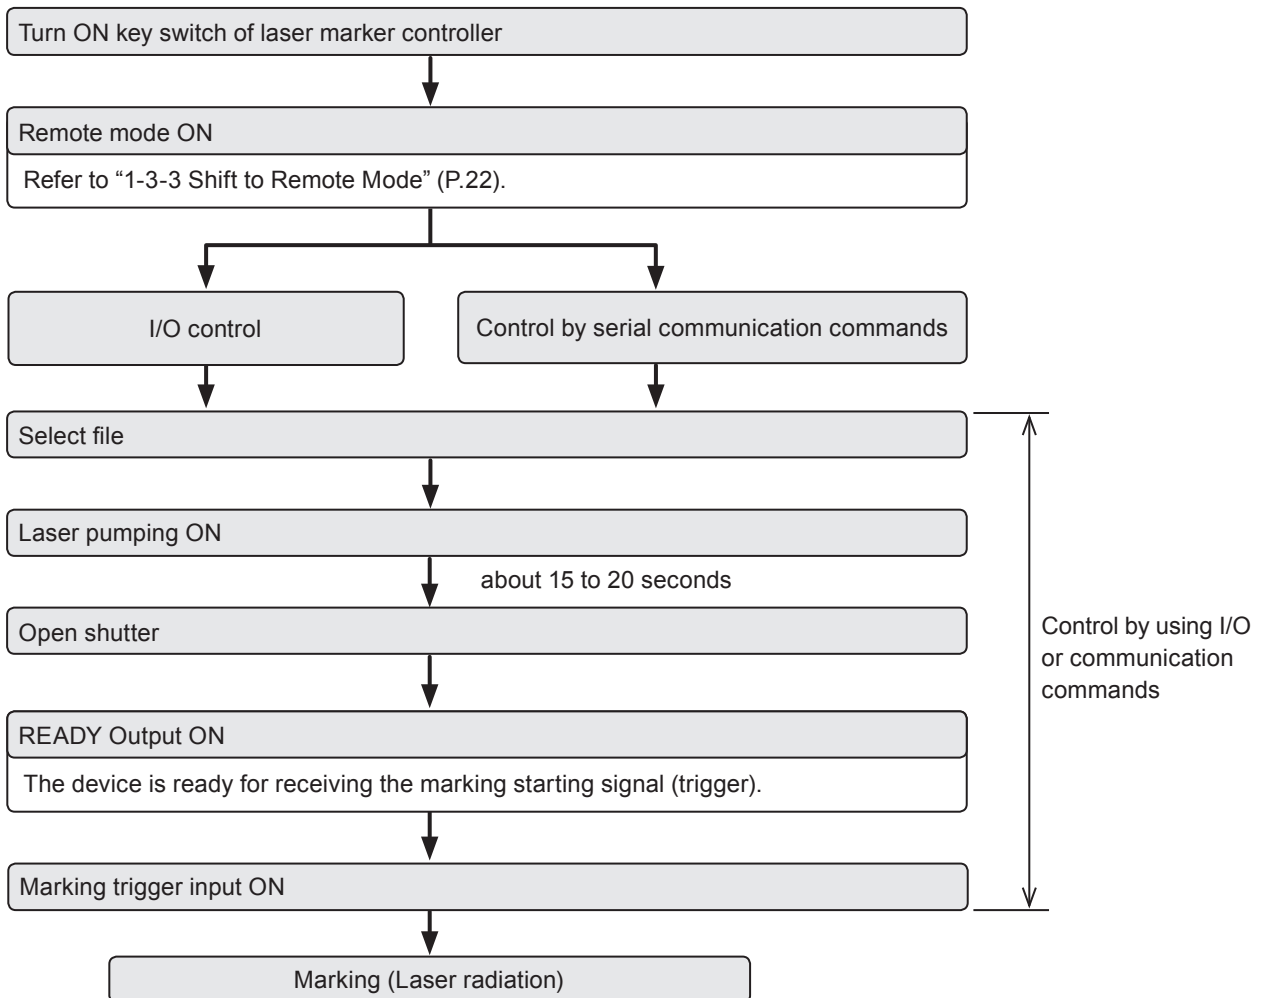 Turn ON key switch of laser marker controller
Remote mode ON
Refer to “1-3-3 Shift to Remote Mode” (P.22).
I/O control
Control by serial communication commands
Select file
Laser pumping ON
about 15 to 20 seconds
Open shutter
Control by using I/O
or communication
commands
READY Output ON
The device is ready for receiving the marking starting signal (trigger).
Marking trigger input ON
Marking (Laser radiation)